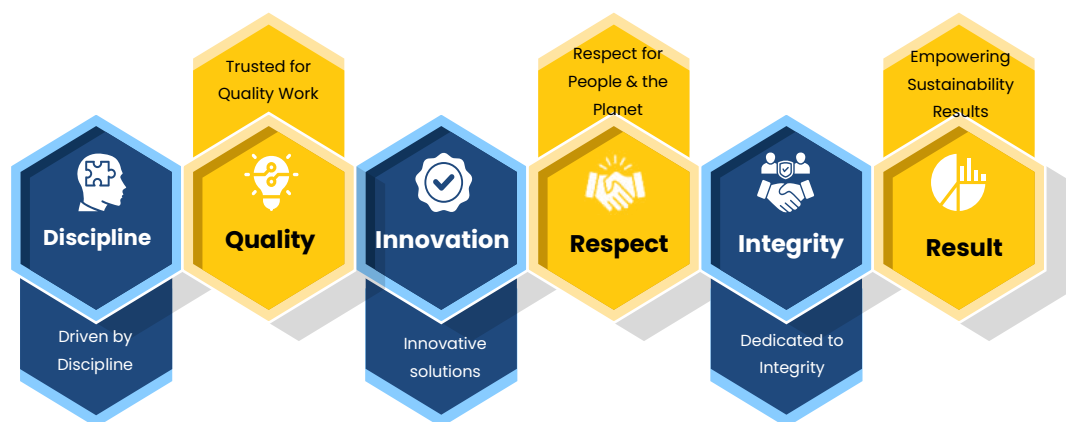 Trusted for
Quality Work
Respect for
People & the
Planet
Empowering
Sustainability
Results
Discipline
Quality
Innovation
Respect
Integrity
Result
Driven by
Discipline
Innovative
solutions
Dedicated to
Integrity